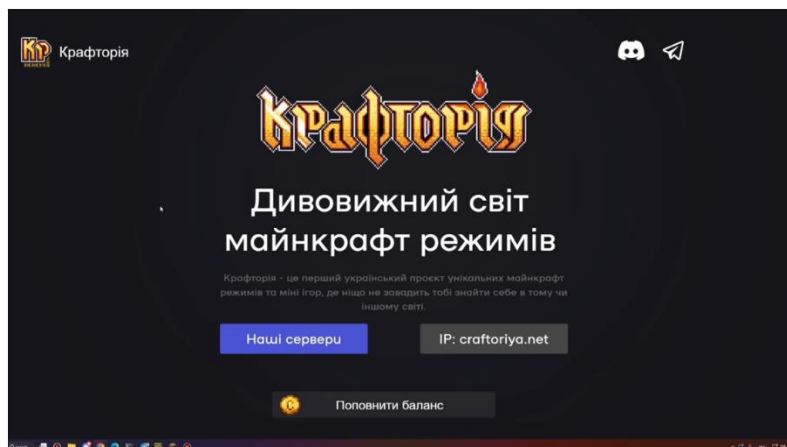 Крафторія
Крафторія
Дивовижний світ
майнкрафт режимів
Крафторія - це перший український проєкт унікальних майнкрафт
режимів та міні ігор, де ніщо не завадить тобі знайти себе в тому чи
іншому світі.
Наші сервери
IP: craftoriya.net
Поповнити баланс